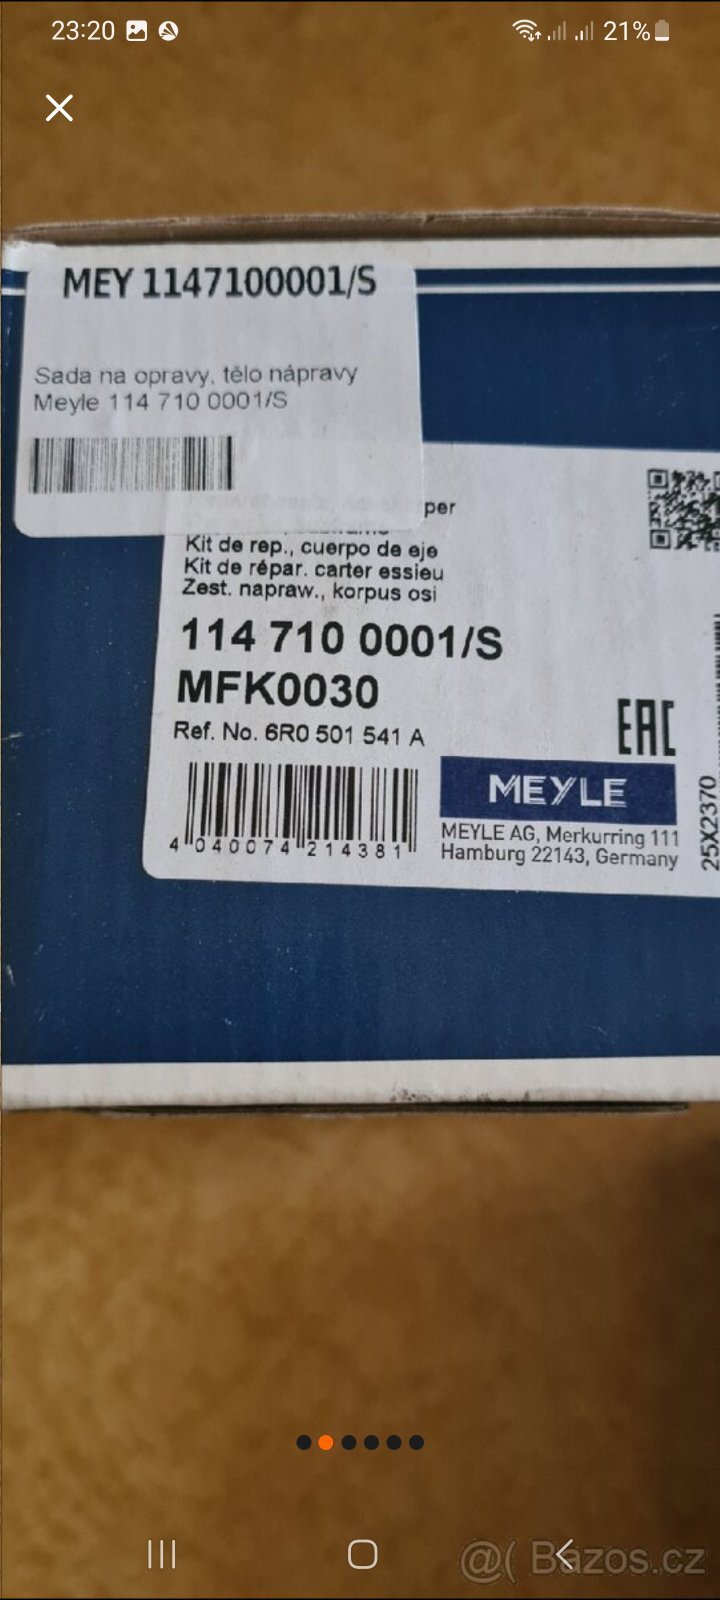 23:20
21%
MEY 1147100001/S
Sada na opravy, tělo nápravy
Meyle 114 710 0001/S
per
Kit de rep., cuerpo de eje
Kit de répar. carter essieu
Zest. napraw., korpus osi
114 710 0001/S
MFK0030
Ref. No. 6R0 501 541 A
EAC
MEYLE
4 040074 214381
MEYLE AG, Merkurring 111
Hamburg 22143, Germany
25X2370
@( Bazos.cz